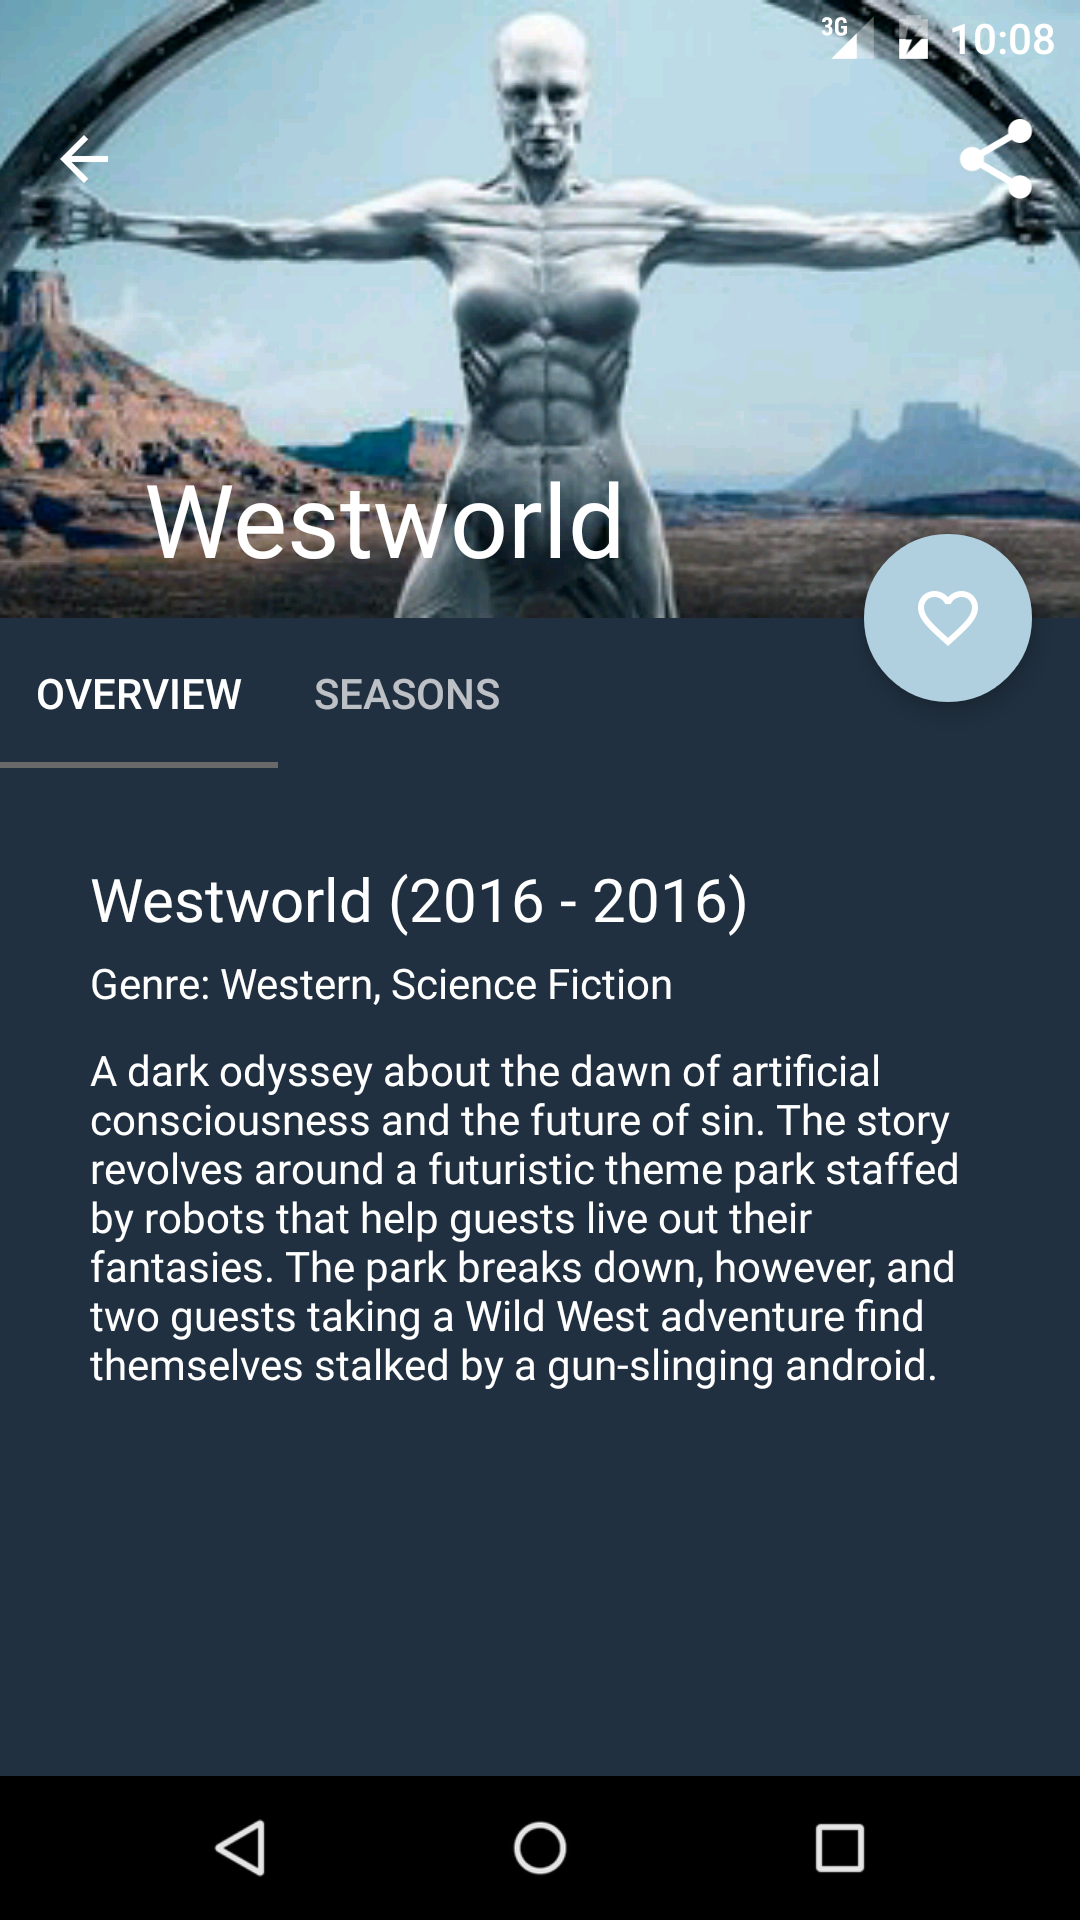 3G 10:08
Westworld
OVERVIEW SEASONS
Westworld (2016 - 2016)
Genre: Western, Science Fiction
A dark odyssey about the dawn of artificial
consciousness and the future of sin. The story
revolves around a futuristic theme park staffed
by robots that help guests live out their
fantasies. The park breaks down, however, and
two guests taking a Wild West adventure find
themselves stalked by a gun-slinging android.